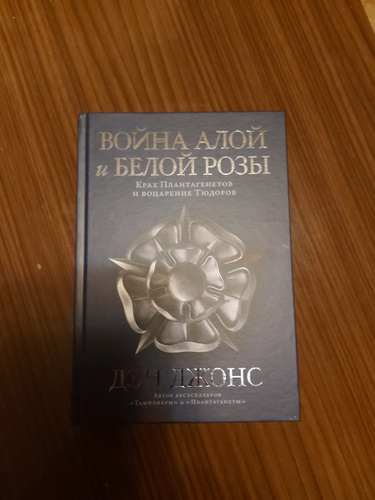 ВОЙНА АЛОЙ
и БЕЛОЙ РОЗЫ
Крах Плантагенетов
и воцарение Тюдоров
ДЭН ДЖОНС
Автор бестселлеров
«Тамплиеры» и «Плантагенеты»